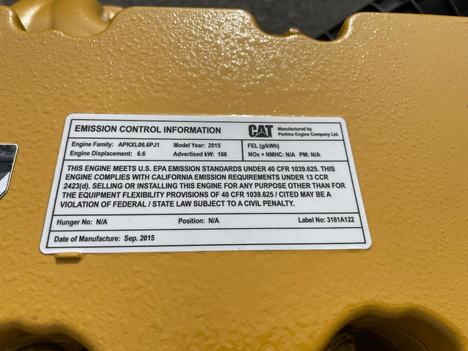 EMISSION CONTROL INFORMATION
CAT Manufactured by Perkins Engine Company Ltd.
Engine Family: APKXL06.6PJ1 Model Year: 2015 FEL (g/kWh)
Engine Displacement: 6.6 Advertised kW: 168 NOx + NMHC: N/A PM: N/A
THIS ENGINE MEETS U.S. EPA EMISSION STANDARDS UNDER 40 CFR 1039.625. THIS
ENGINE COMPLIES WITH CALIFORNIA EMISSION REQUIREMENTS UNDER 13 CCR
2423(d). SELLING OR INSTALLING THIS ENGINE FOR ANY PURPOSE OTHER THAN FOR
THE EQUIPMENT FLEXIBILITY PROVISIONS OF 40 CFR 1039.625 / CITED MAY BE A
VIOLATION OF FEDERAL / STATE LAW SUBJECT TO A CIVIL PENALTY.
Hunger No: N/A Position: N/A Label No: 3181A122
Date of Manufacture: Sep. 2015